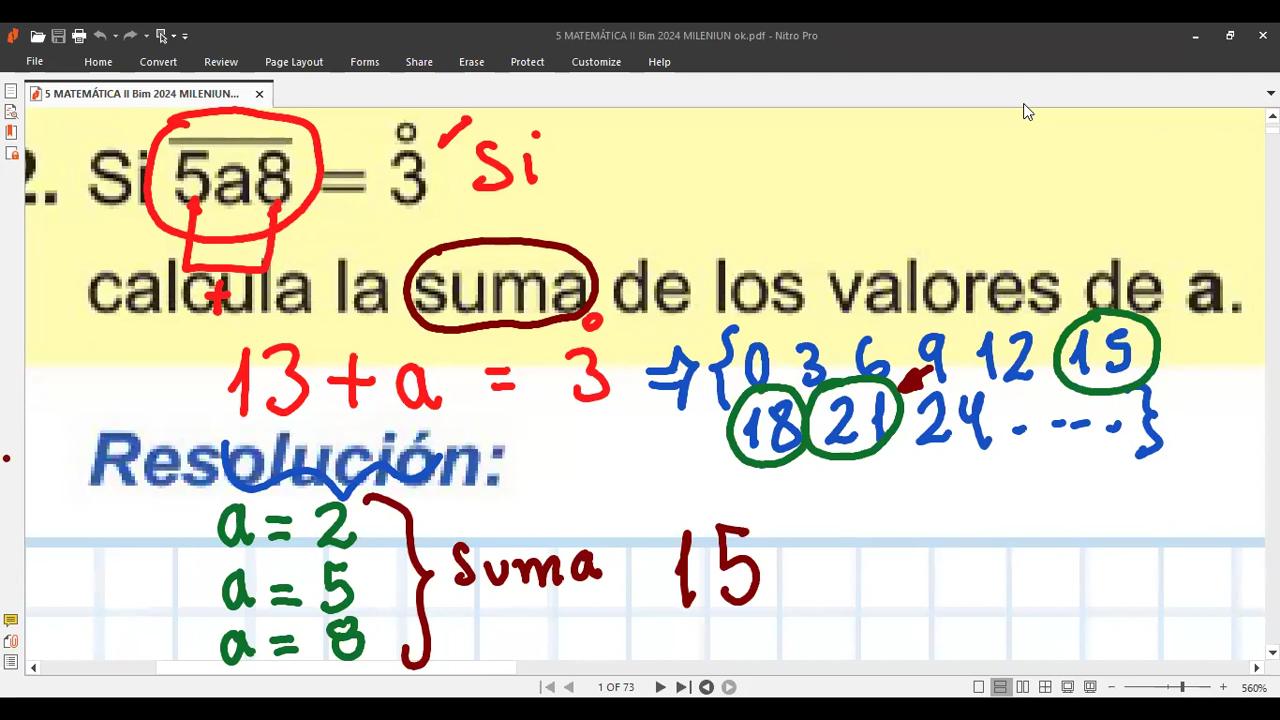 5 MATEMÁTICA II Bim 2024 MILENIUN ok.pdf - Nitro Pro
File Home Convert Review Page Layout Forms Share Erase Protect Customize Help
5 MATEMÁTICA II Bim 2024 MILENIUN...
2. Si 5a8 = 3° Si
calcula la suma de los valores de a.
+
13 + a = 3° ⇒ {0 3 6 9 12 15
18 21 24 . - - - . }
Resolución:
a = 2
a = 5 } suma 15
a = 8
1 OF 73
560%